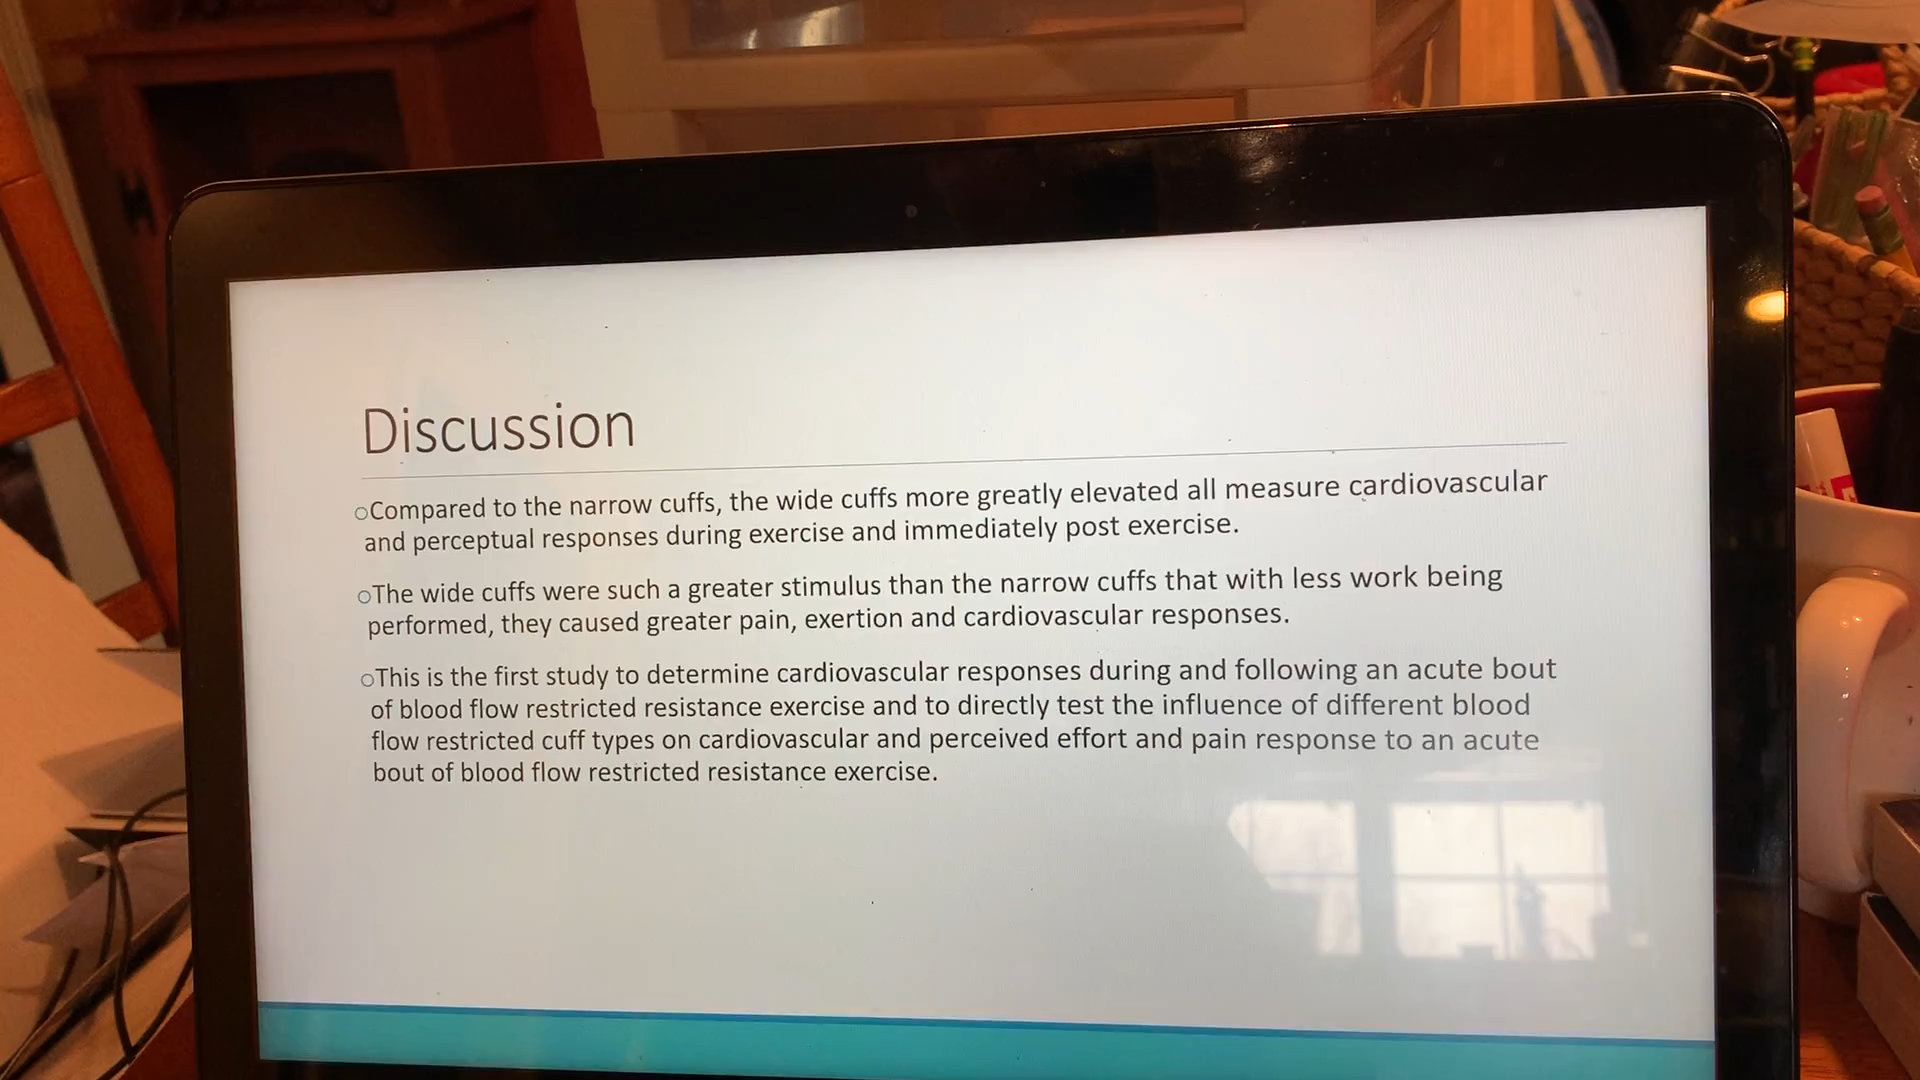 Discussion
oCompared to the narrow cuffs, the wide cuffs more greatly elevated all measure cardiovascular
and perceptual responses during exercise and immediately post exercise.
oThe wide cuffs were such a greater stimulus than the narrow cuffs that with less work being
performed, they caused greater pain, exertion and cardiovascular responses.
oThis is the first study to determine cardiovascular responses during and following an acute bout
of blood flow restricted resistance exercise and to directly test the influence of different blood
flow restricted cuff types on cardiovascular and perceived effort and pain response to an acute
bout of blood flow restricted resistance exercise.